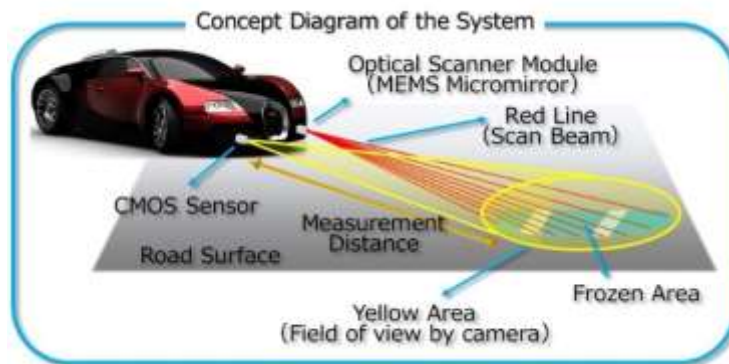 Concept Diagram of the System
Optical Scanner Module
(MEMS Micromirror)
Red Line
(Scan Beam)
CMOS Sensor
Measurement
Distance
Road Surface
Frozen Area
Yellow Area
(Field of view by camera)